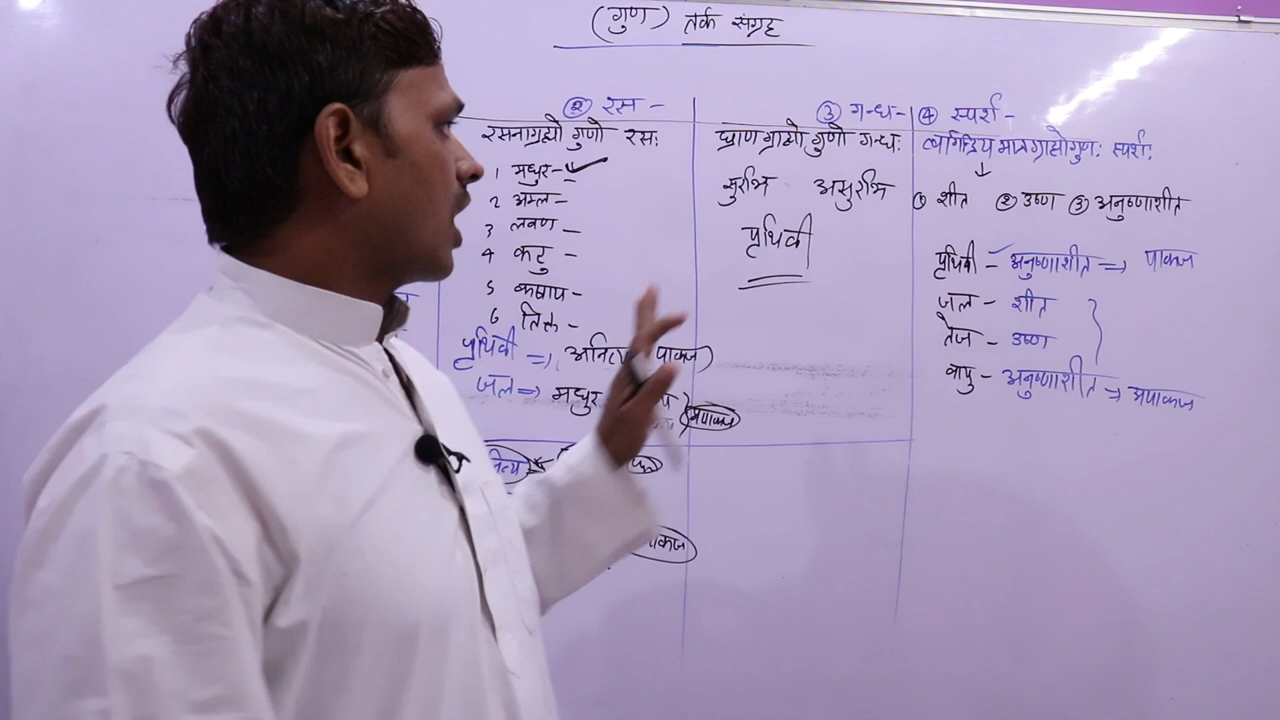 (गुण) तर्क संग्रह
② रस -
रसनाग्राह्यो गुणो रसः
1 मधुर -
2 अम्ल -
3 लवण -
4 कटु -
5 कषाय -
6 तिक्त -
पृथिवी => अनित्य पाकज)
जल => मधुर अपाकज
③ गन्ध -
घ्राण ग्राह्यो गुणो गन्धः
सुरभि असुरभि
पृथिवी
④ स्पर्श -
त्वगिन्द्रिय मात्र ग्राह्यो गुणः स्पर्शः
↓
① शीत ② उष्ण ③ अनुष्णाशीत
पृथिवी - अनुष्णाशीत => पाकज
जल - शीत
तेज - उष्ण
वायु - अनुष्णाशीत => अपाकज